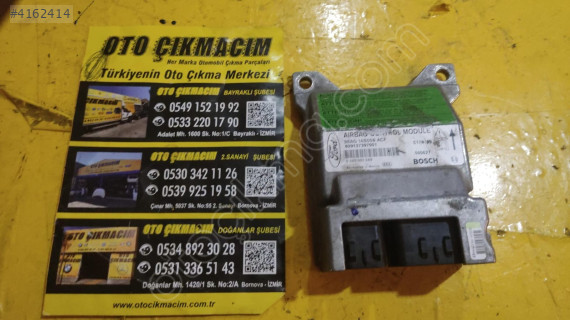 #4162414
OTO ÇIKMACIM
Her Marka Otomobil Çıkma Parçaları
Türkiyenin Oto Çıkma Merkezi
OTO ÇIKMACIM BAYRAKLI ŞUBESİ
0549 152 19 92
0533 220 17 90
Adalet Mh. 1600 Sk. No:1/C Bayraklı - İZMİR
OTO ÇIKMACIM 2.SANAYİ ŞUBESİ
0530 342 11 26
0539 925 19 58
Çınar Mh. 5837 Sk. No:55 2. Bornova - İZMİR
OTO ÇIKMACIM DOĞANLAR ŞUBESİ
0534 892 30 28
0531 336 51 43
Doğanlar Mh. 1420/1 Sk. No:2/A Bornova - İZMİR
www.otocikmacim.com.tr
AIRBAG CONTROL MODULE
Ford
BOSCH
C,C
C,C